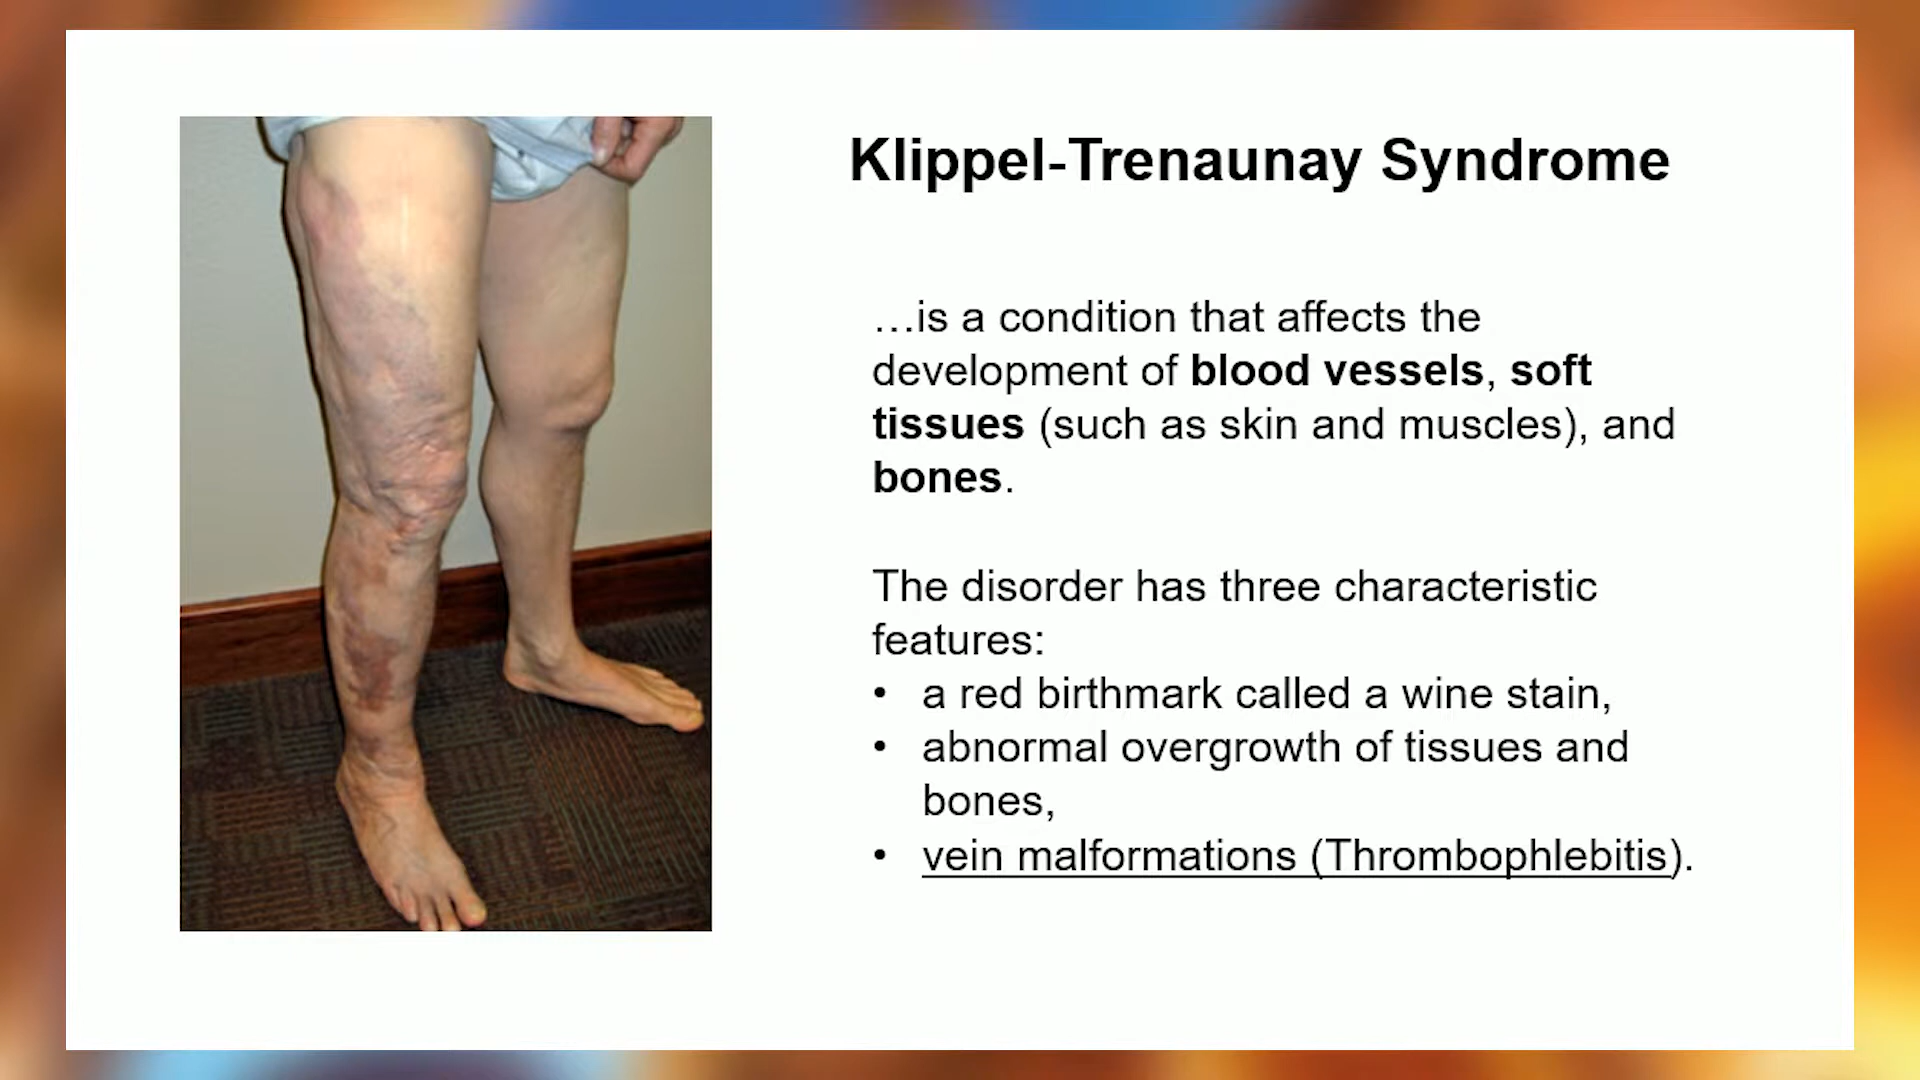 Klippel-Trenaunay Syndrome
…is a condition that affects the
development of blood vessels, soft
tissues (such as skin and muscles), and
bones.
The disorder has three characteristic
features:
• a red birthmark called a wine stain,
• abnormal overgrowth of tissues and
bones,
• vein malformations (Thrombophlebitis).